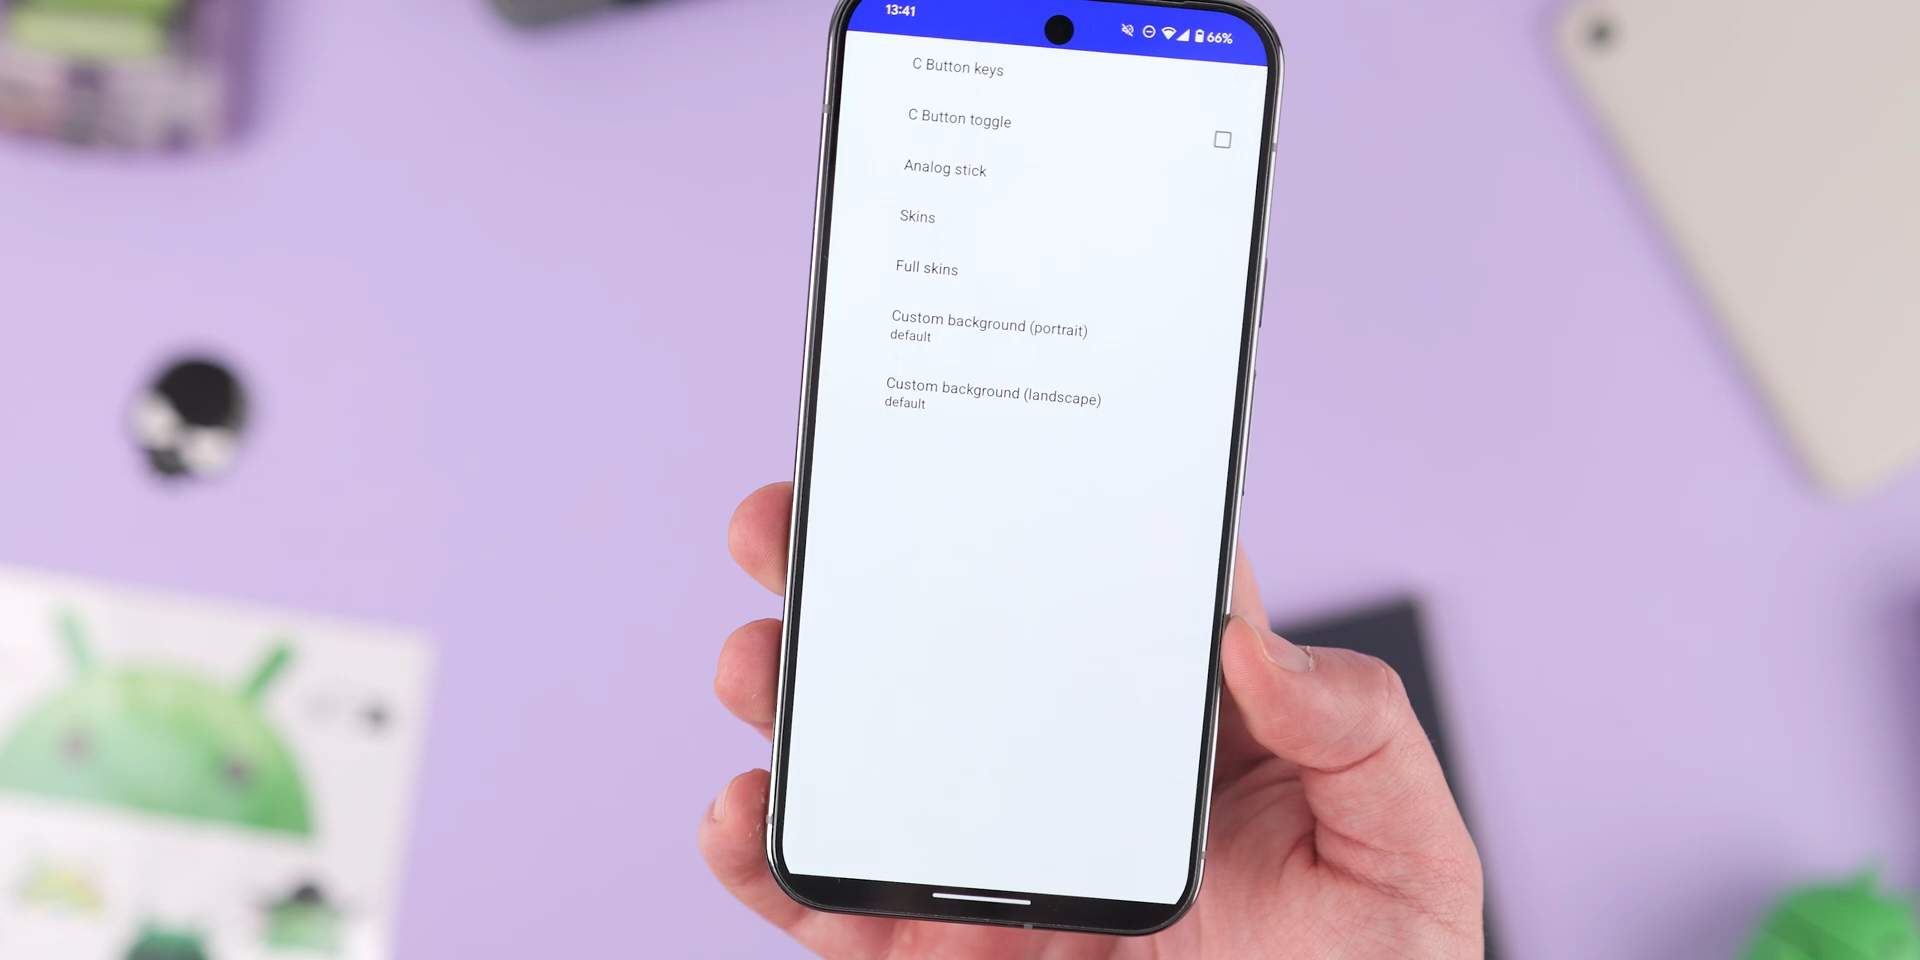 13:41
66%
C Button keys
C Button toggle
Analog stick
Skins
Full skins
Custom background (portrait)
default
Custom background (landscape)
default